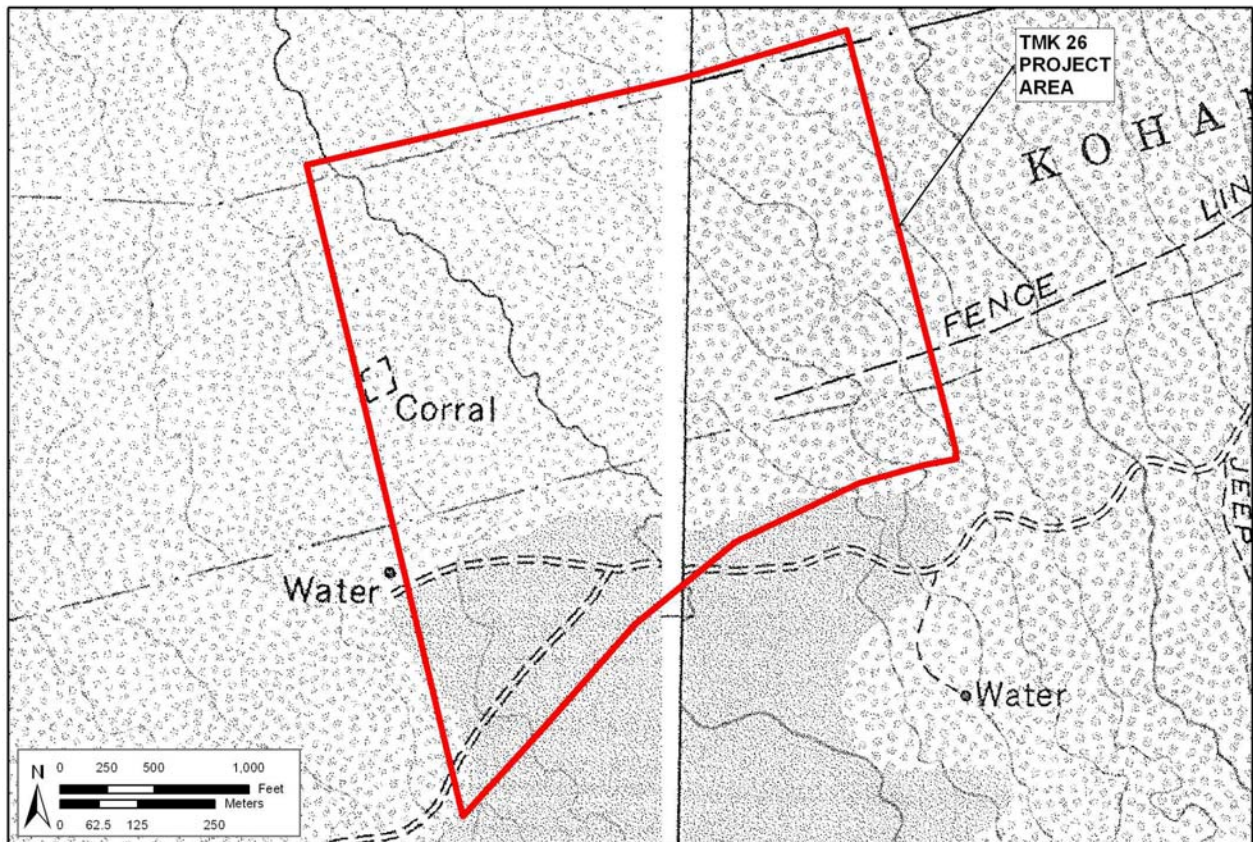 TMK 26
PROJECT
AREA
KOHA
LIN
FENCE
Corral
Water
JEEP
Water
N
0 250 500 1,000
Feet
Meters
0 62.5 125 250